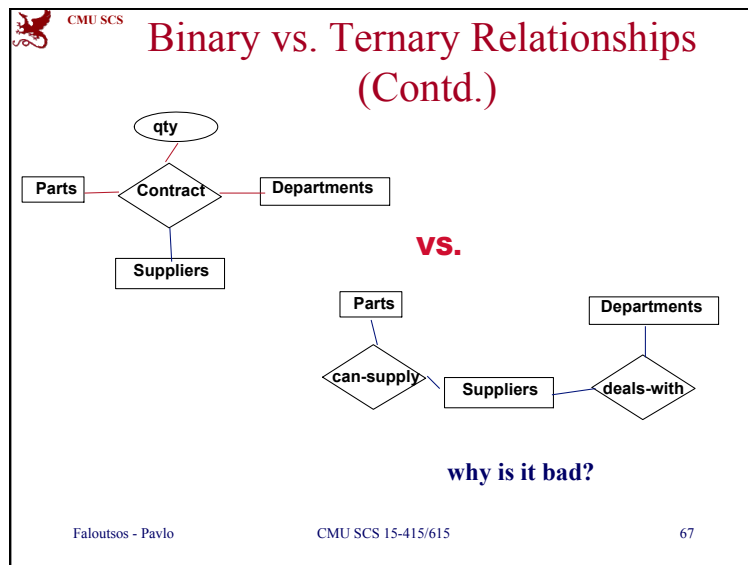 CMU SCS
Binary vs. Ternary Relationships
(Contd.)
qty
Parts
Contract
Departments
Suppliers
vs.
Parts
Departments
can-supply
Suppliers
deals-with
why is it bad?
Faloutsos - Pavlo
CMU SCS 15-415/615
67